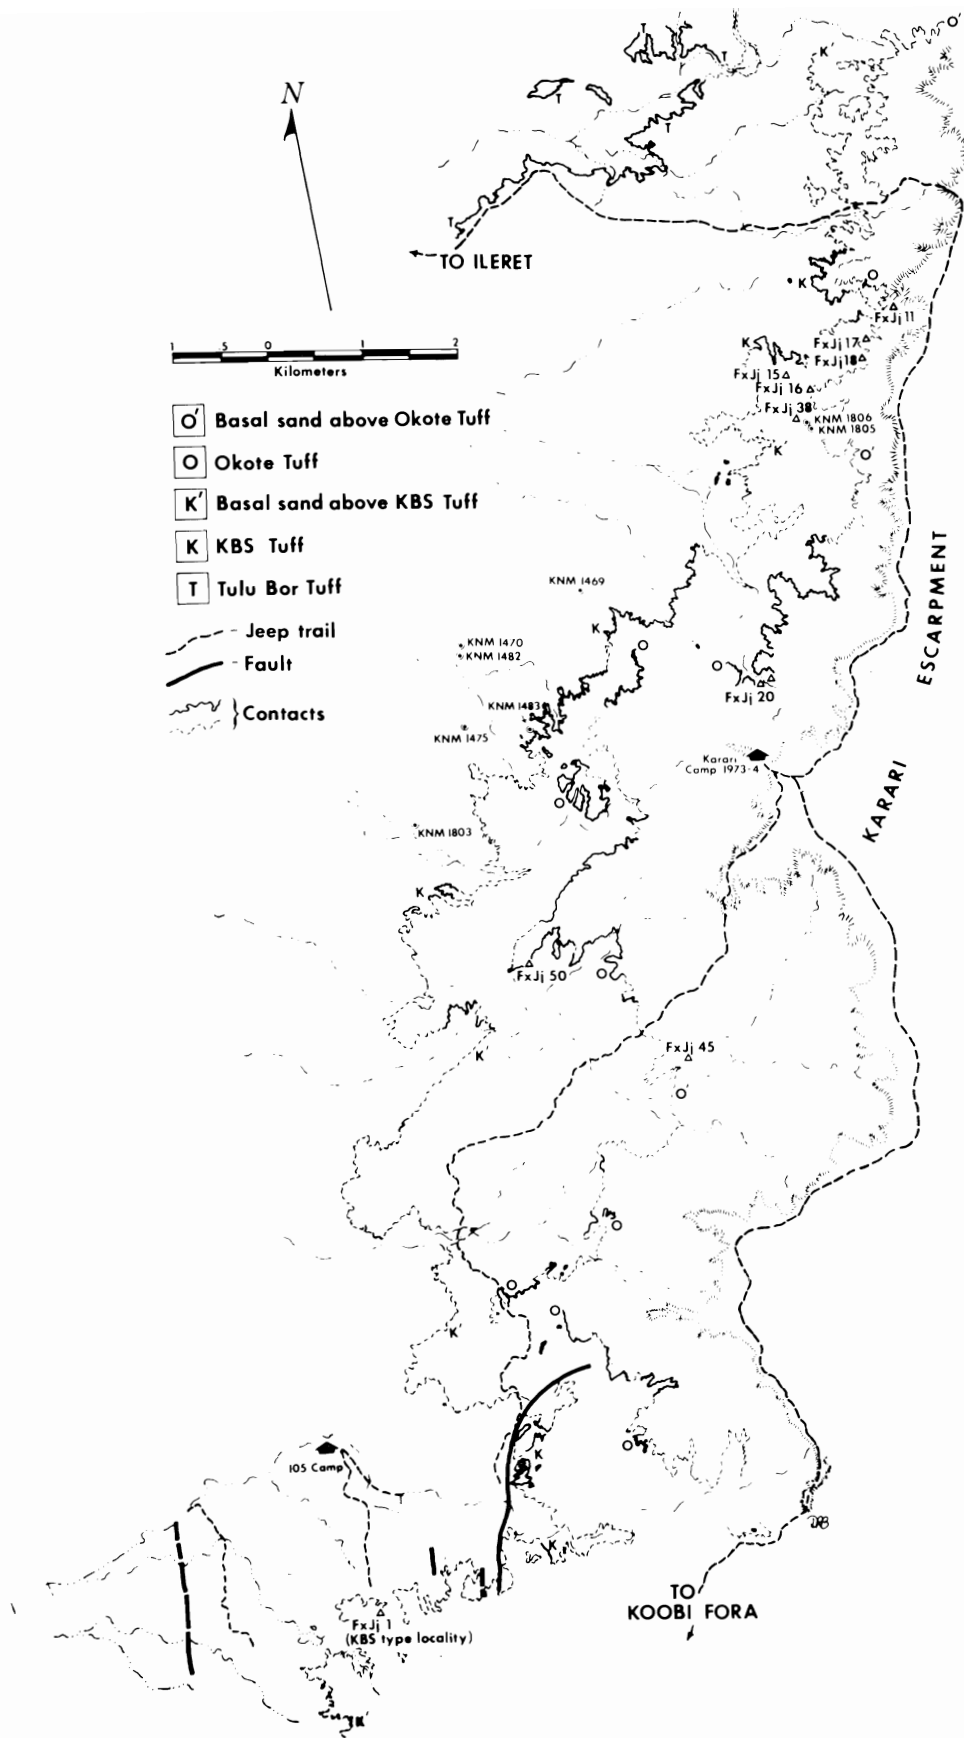 O'
T
T
K'
N
T
T
T
TO ILERET
K
O
FxJj 11
FxJj 17
K
FxJj 18
1 .5 0 1 2
Kilometers
FxJj 15
FxJj 16
FxJj 38
KNM 1806
KNM 1805
O' Basal sand above Okote Tuff
O Okote Tuff
K' Basal sand above KBS Tuff
K KBS Tuff
T Tulu Bor Tuff
- Jeep trail
- Fault
} Contacts
K
O'
KNM 1469
K
KNM 1470
KNM 1482
O
O
FxJj 20
KNM 1483
KNM 1475
ESCARPMENT
KARARI
Karari
Camp 1973-4
O
KNM 1803
K
FxJj 50
O
K
FxJj 45
O
O
O
O
K
O
K
105 Camp
T
K
DRB
TO
KOOBI FORA
FxJj 1
(KBS type locality)
K'